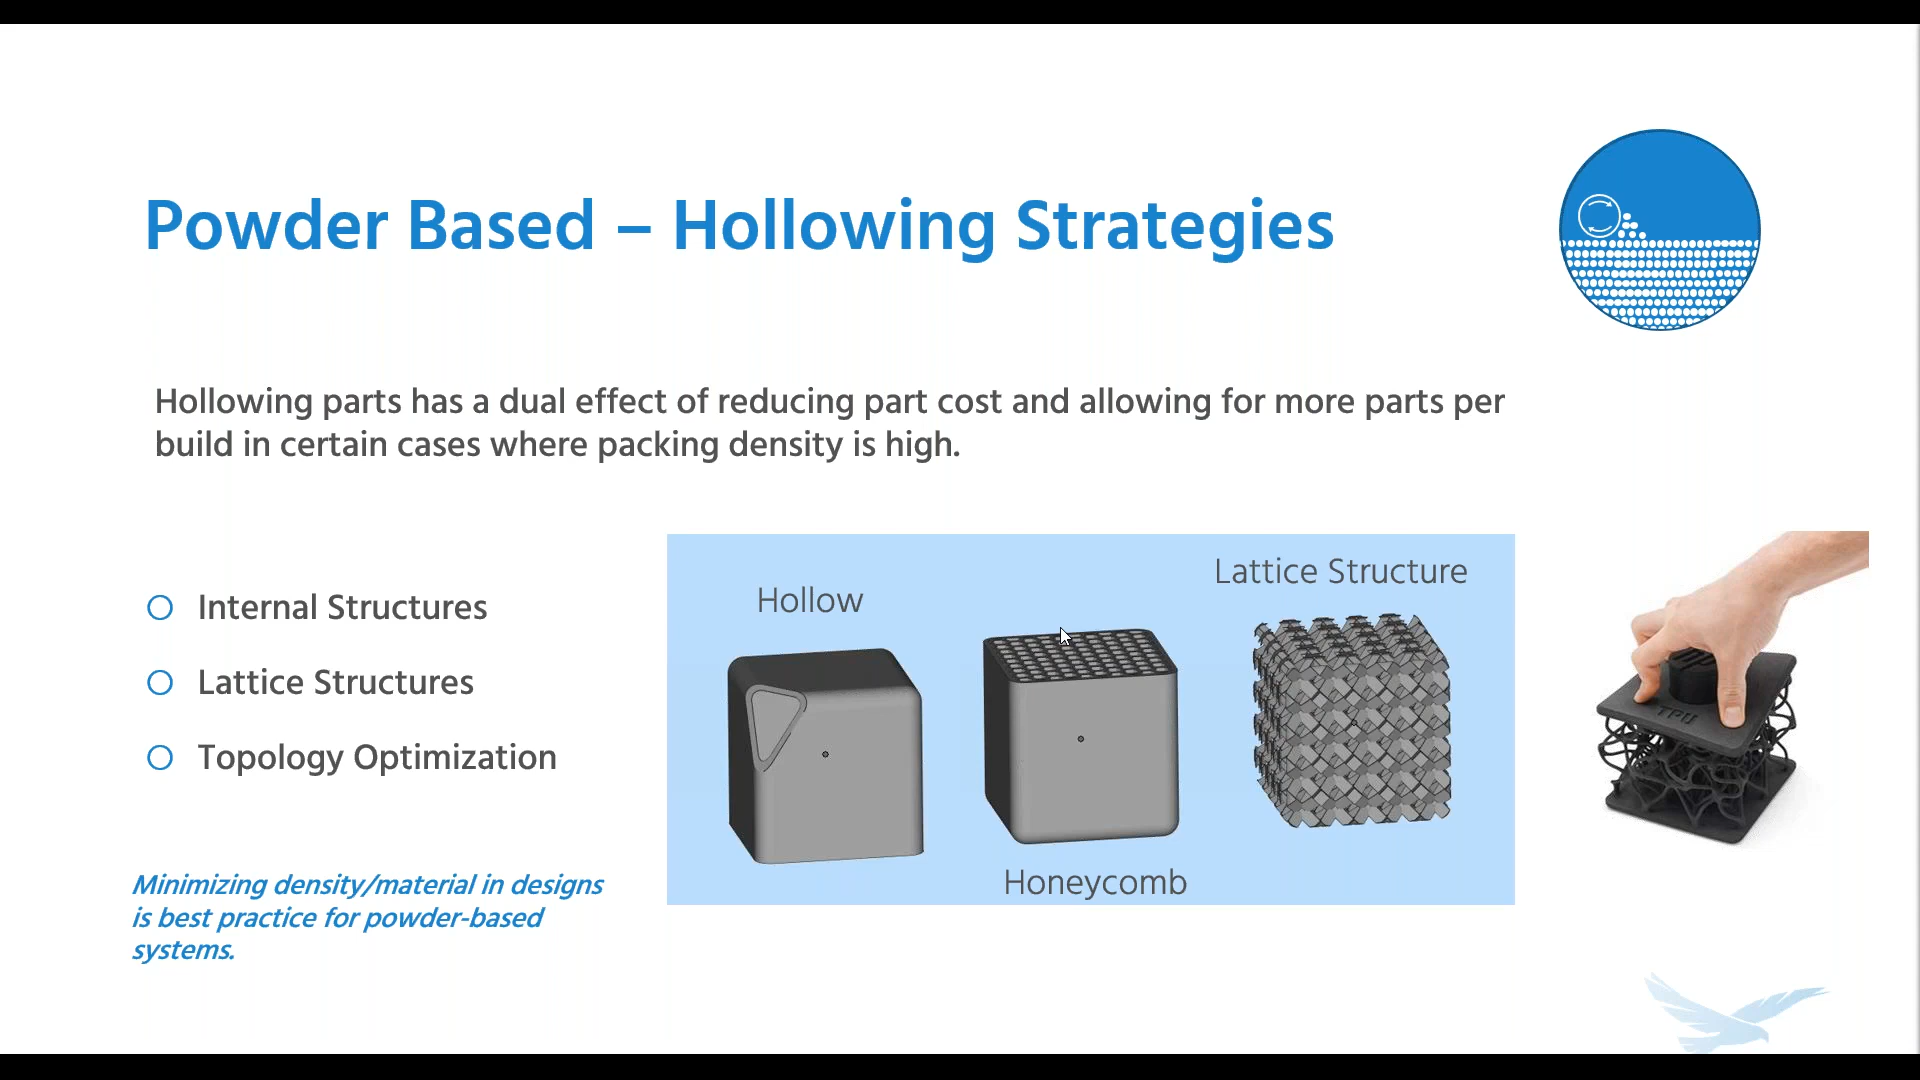 Powder Based – Hollowing Strategies
Hollowing parts has a dual effect of reducing part cost and allowing for more parts per
build in certain cases where packing density is high.
Internal Structures
Lattice Structures
Topology Optimization
Minimizing density/material in designs
is best practice for powder-based
systems.
Hollow
Lattice Structure
Honeycomb
TPU